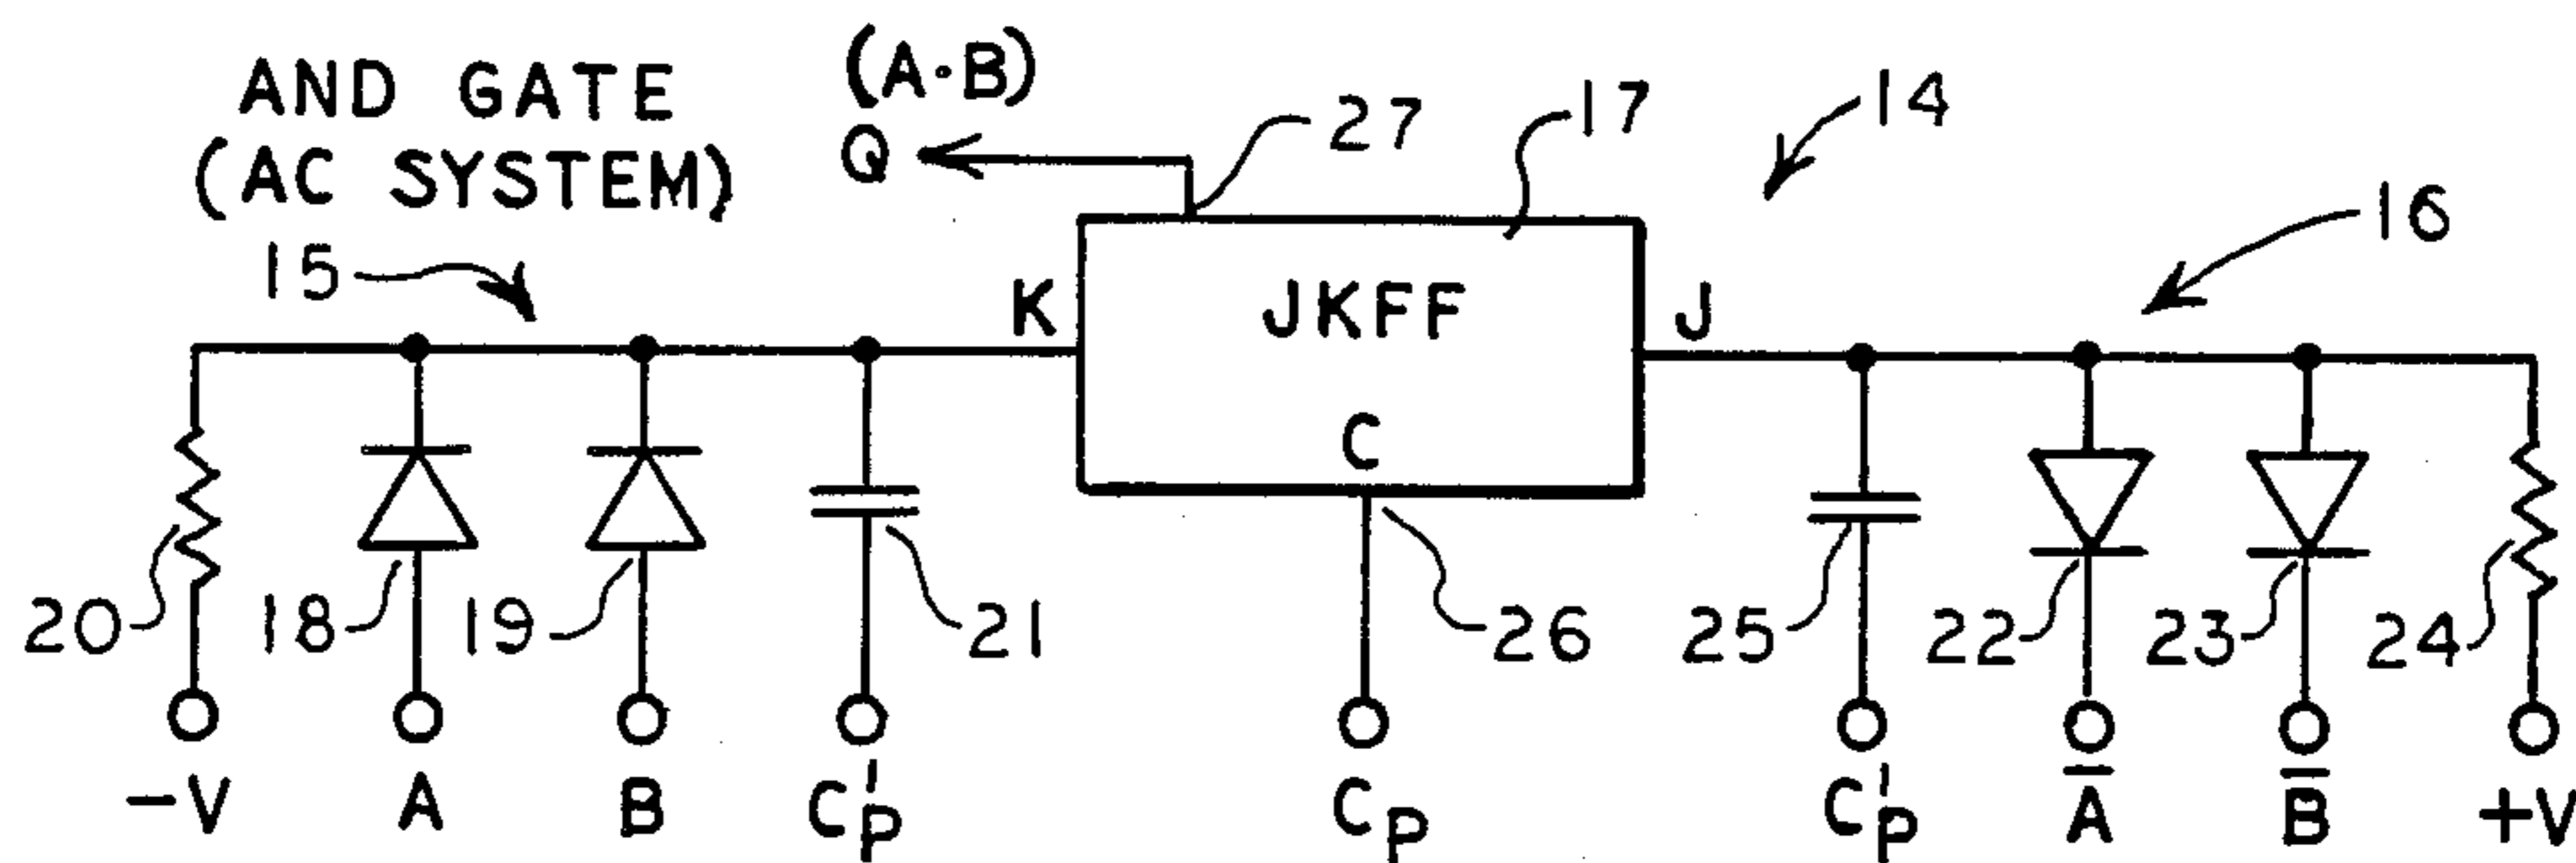 AND GATE
(AC SYSTEM)
(A·B)
Q
27
17
14
15
16
K
JKFF
J
C
20
18
19
21
26
25
22
23
24
-V
A
B
C'P
CP
C'P
A̅
B̅
+V